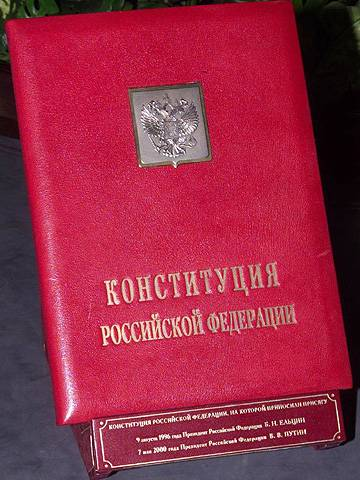 КОНСТИТУЦИЯ
РОССИЙСКОЙ ФЕДЕРАЦИИ
КОНСТИТУЦИЯ РОССИЙСКОЙ ФЕДЕРАЦИИ, НА КОТОРОЙ ПРИНОСИЛИ ПРИСЯГУ
9 августа 1996 года Президент Российской Федерации Б. Н. ЕЛЬЦИН
7 мая 2000 года Президент Российской Федерации В. В. ПУТИН